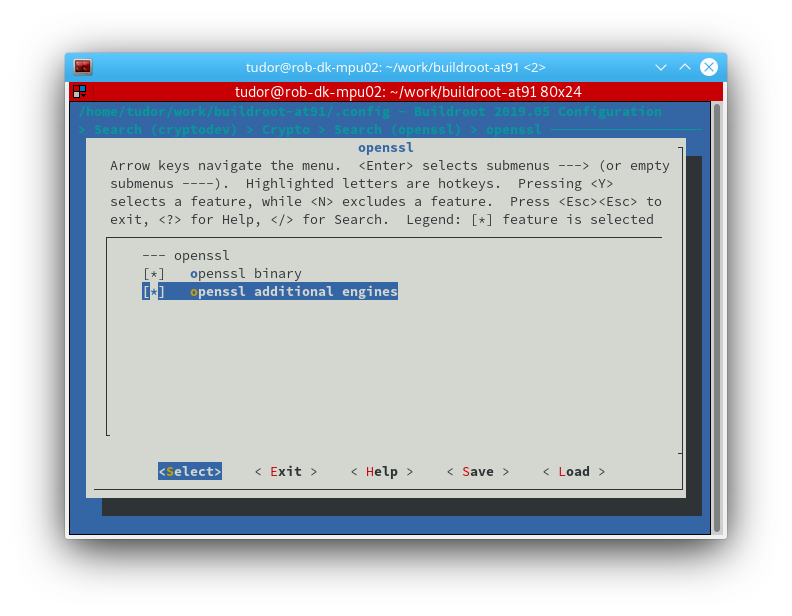 tudor@rob-dk-mpu02: ~/work/buildroot-at91 <2>
tudor@rob-dk-mpu02: ~/work/buildroot-at91 80x24
/home/tudor/work/buildroot-at91/.config - Buildroot 2019.05 Configuration
> Search (cryptodev) > Crypto > Search (openssl) > openssl
openssl
Arrow keys navigate the menu.  <Enter> selects submenus ---> (or empty
submenus ----).  Highlighted letters are hotkeys.  Pressing <Y>
selects a feature, while <N> excludes a feature.  Press <Esc><Esc> to
exit, <?> for Help, </> for Search.  Legend: [*] feature is selected
--- openssl
[*]   openssl binary
[*]   openssl additional engines
<Select>    < Exit >    < Help >    < Save >    < Load >